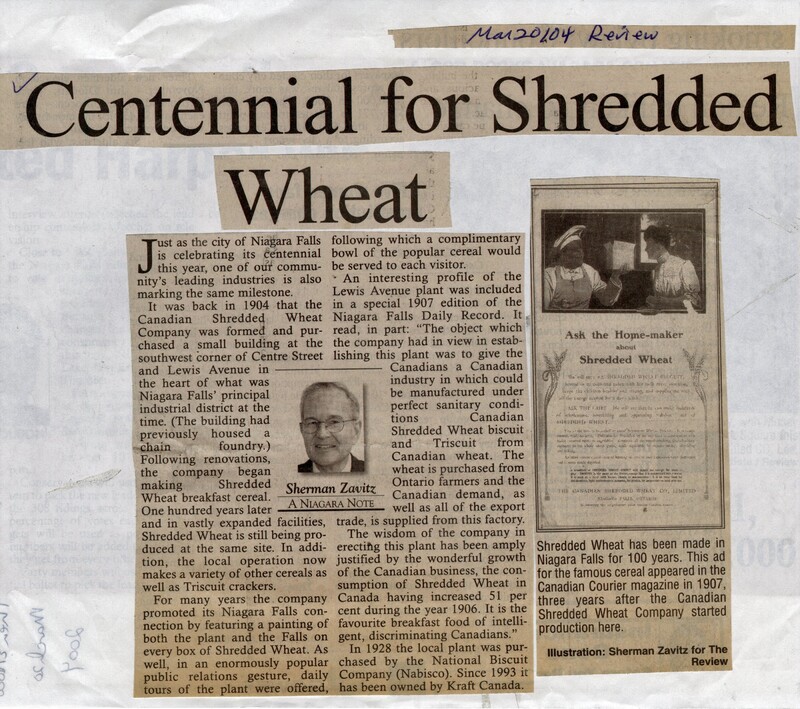 Mar 20/04 Review
Centennial for Shredded
Wheat
Just as the city of Niagara Falls
is celebrating its centennial
this year, one of our commu-
nity's leading industries is also
marking the same milestone.
It was back in 1904 that the
Canadian Shredded Wheat
Company was formed and pur-
chased a small building at the
southwest corner of Centre Street
and Lewis Avenue in
the heart of what was
Niagara Falls' principal
industrial district at the
time. (The building had
previously housed a
chain foundry.)
Following renovations,
the company began
making Shredded
Wheat breakfast cereal.
One hundred years later
and in vastly expanded facilities,
Shredded Wheat is still being pro-
duced at the same site. In addi-
tion, the local operation now
makes a variety of other cereals as
well as Triscuit crackers.
For many years the company
promoted its Niagara Falls con-
nection by featuring a painting of
both the plant and the Falls on
every box of Shredded Wheat. As
well, in an enormously popular
public relations gesture, daily
tours of the plant were offered,
following which a complimentary
bowl of the popular cereal would
be served to each visitor.
An interesting profile of the
Lewis Avenue plant was included
in a special 1907 edition of the
Niagara Falls Daily Record. It
read, in part: “The object which
the company had in view in estab-
lishing this plant was to give the
Canadians a Canadian
industry in which could
be manufactured under
perfect sanitary condi-
tions Canadian
Shredded Wheat biscuit
and Triscuit from
Canadian wheat. The
wheat is purchased from
Ontario farmers and the
Canadian demand, as
well as all of the export
trade, is supplied from this factory.
The wisdom of the company in
erecting this plant has been amply
justified by the wonderful growth
of the Canadian business, the con-
sumption of Shredded Wheat in
Canada having increased 51 per
cent during the year 1906. It is the
favourite breakfast food of intelli-
gent, discriminating Canadians.”
In 1928 the local plant was pur-
chased by the National Biscuit
Company (Nabisco). Since 1993 it
has been owned by Kraft Canada.
Sherman Zavitz
A NIAGARA NOTE
Ask the Home-maker
about
Shredded Wheat
THE CANADIAN SHREDDED WHEAT CO., LIMITED
Shredded Wheat has been made in
Niagara Falls for 100 years. This ad
for the famous cereal appeared in the
Canadian Courier magazine in 1907,
three years after the Canadian
Shredded Wheat Company started
production here.
Illustration: Sherman Zavitz for The
Review